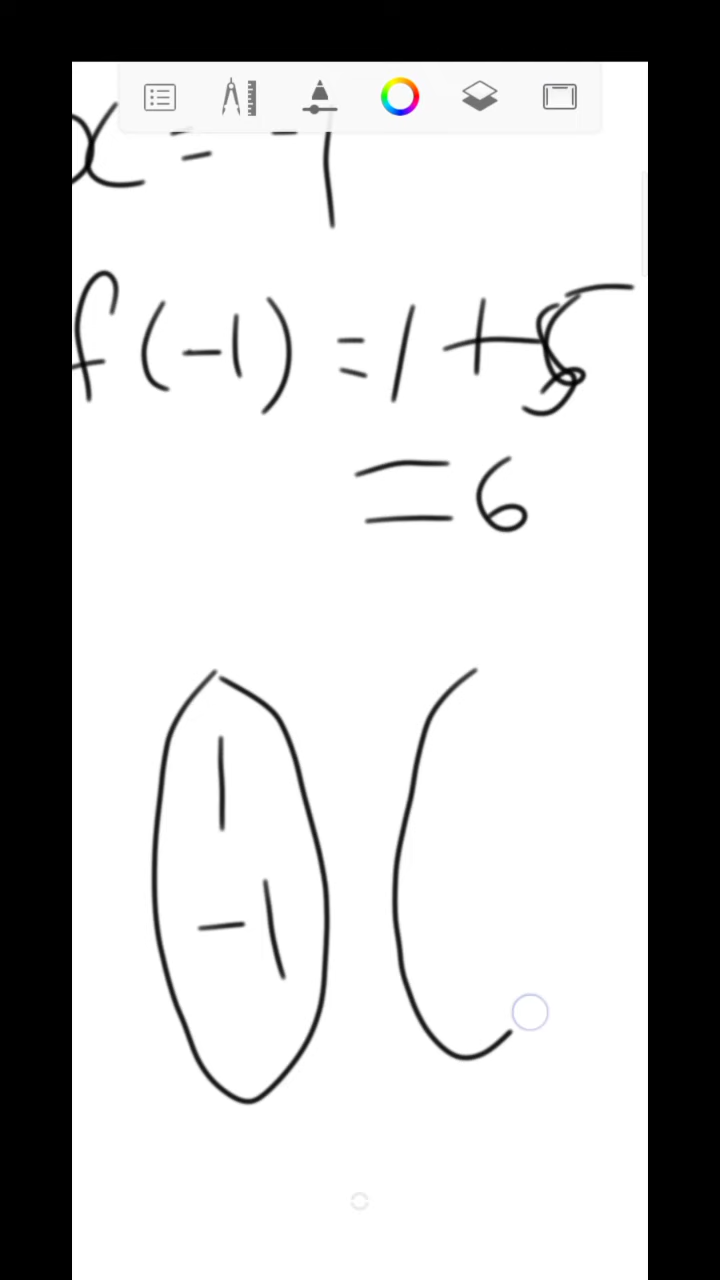 x = -1
f(-1) = 1+5
= 6
1
-1